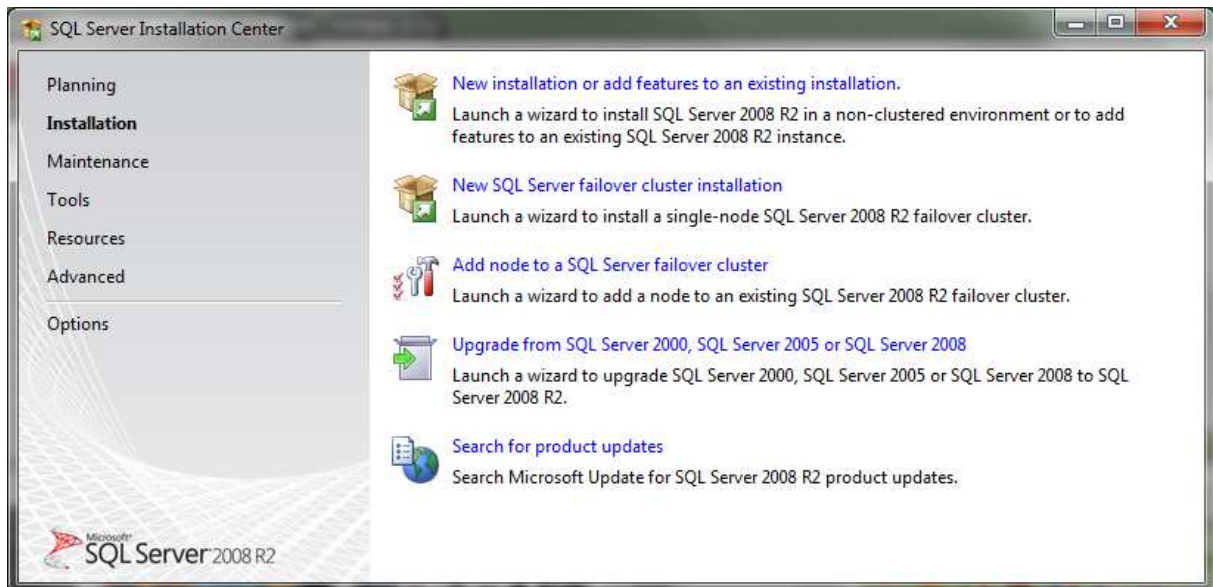 SQL Server Installation Center
Planning
Installation
Maintenance
Tools
Resources
Advanced
Options
New installation or add features to an existing installation.
Launch a wizard to install SQL Server 2008 R2 in a non-clustered environment or to add
features to an existing SQL Server 2008 R2 instance.
New SQL Server failover cluster installation
Launch a wizard to install a single-node SQL Server 2008 R2 failover cluster.
Add node to a SQL Server failover cluster
Launch a wizard to add a node to an existing SQL Server 2008 R2 failover cluster.
Upgrade from SQL Server 2000, SQL Server 2005 or SQL Server 2008
Launch a wizard to upgrade SQL Server 2000, SQL Server 2005 or SQL Server 2008 to SQL
Server 2008 R2.
Search for product updates
Search Microsoft Update for SQL Server 2008 R2 product updates.
Microsoft®
SQL Server® 2008 R2